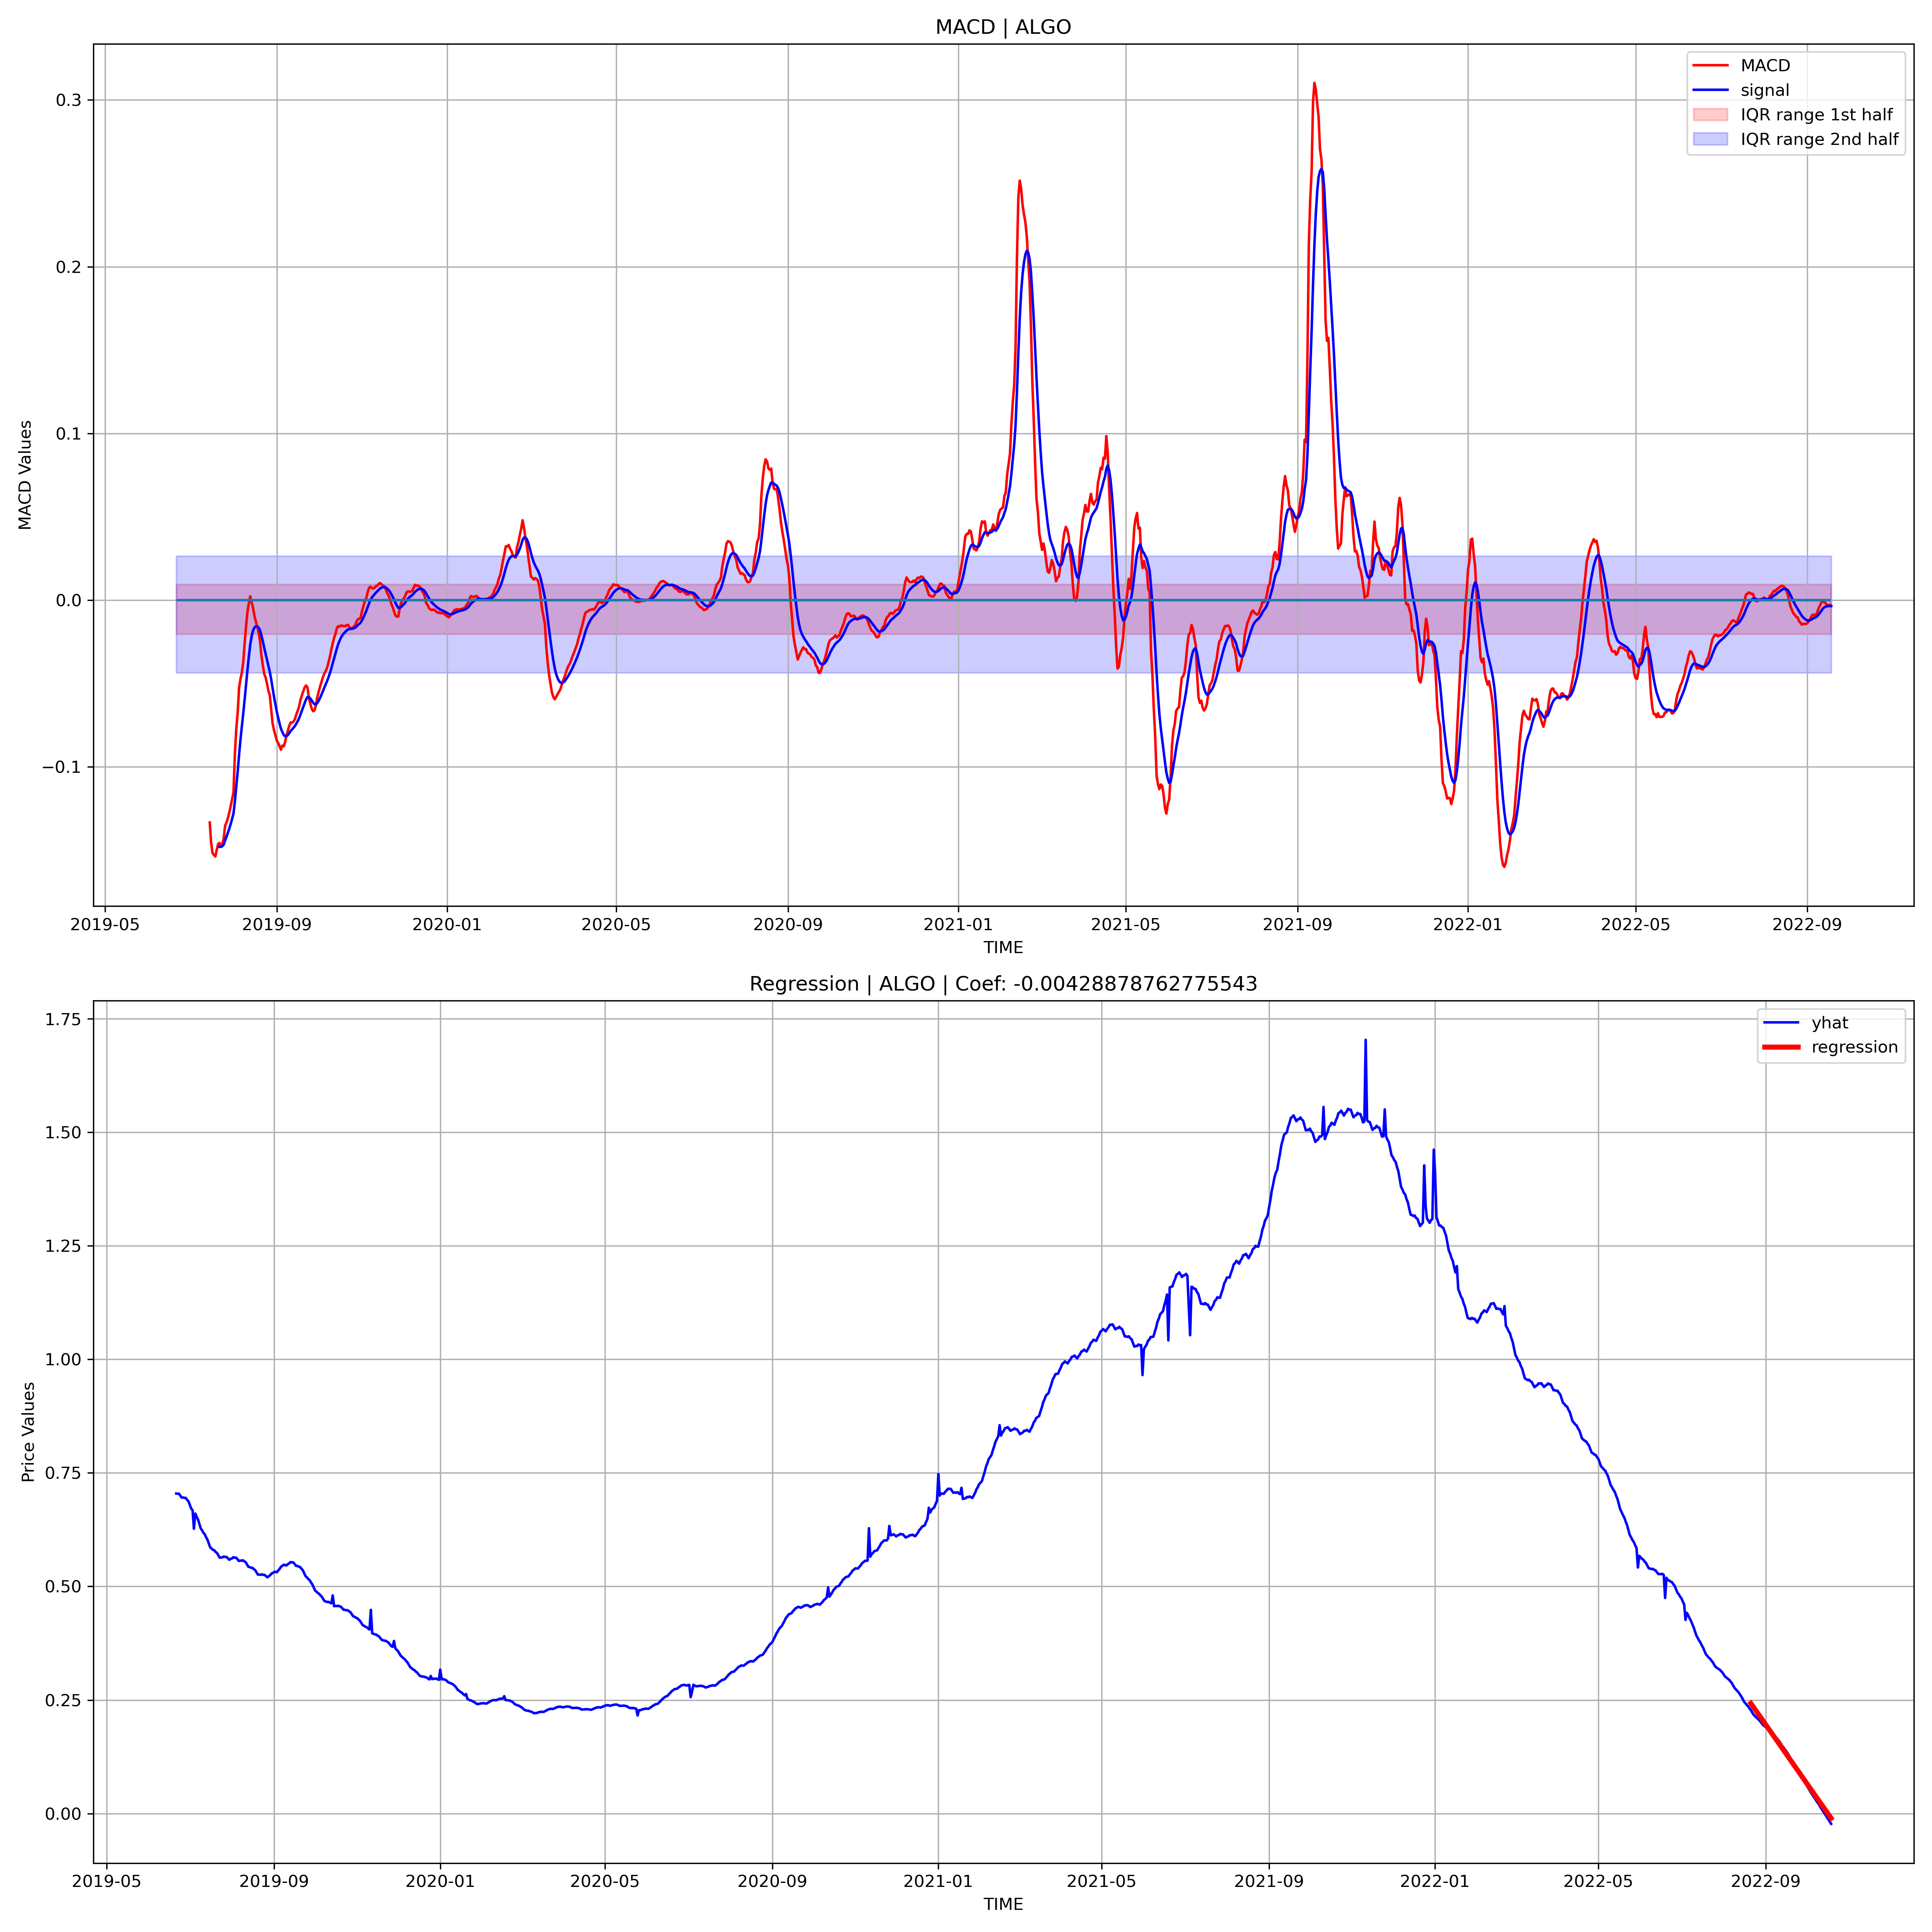 MACD | ALGO
MACD Values
0.3
0.2
0.1
0.0
−0.1
MACD
signal
IQR range 1st half
IQR range 2nd half
2019-05 2019-09 2020-01 2020-05 2020-09 2021-01 2021-05 2021-09 2022-01 2022-05 2022-09
TIME
Regression | ALGO | Coef: -0.00428878762775543
Price Values
1.75
1.50
1.25
1.00
0.75
0.50
0.25
0.00
yhat
regression
2019-05 2019-09 2020-01 2020-05 2020-09 2021-01 2021-05 2021-09 2022-01 2022-05 2022-09
TIME